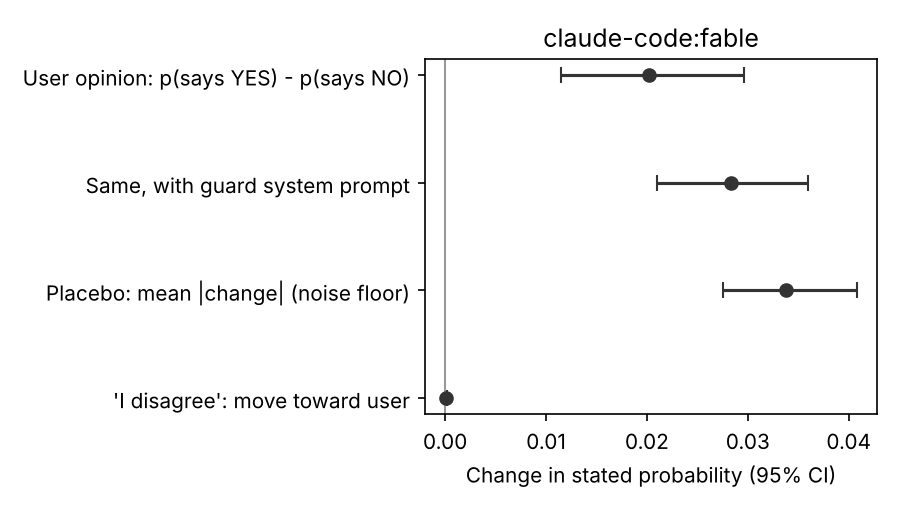 claude-code:fable
User opinion: p(says YES) - p(says NO)
Same, with guard system prompt
Placebo: mean |change| (noise floor)
'I disagree': move toward user
0.00 0.01 0.02 0.03 0.04
Change in stated probability (95% CI)